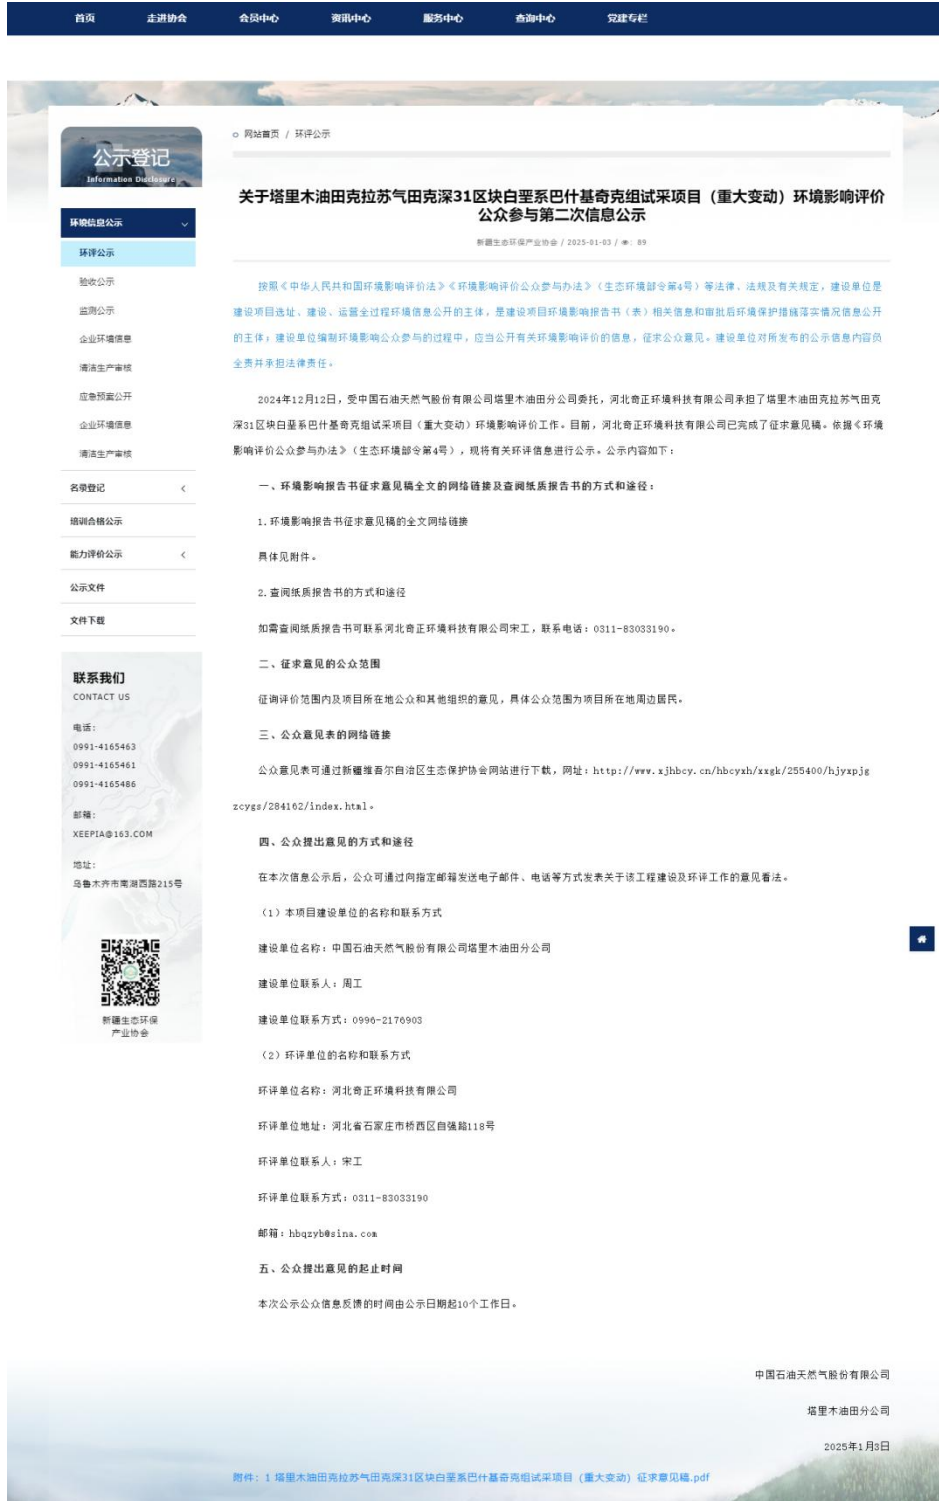 首页 走进协会 会员中心 资讯中心 服务中心 查询中心 党建专栏
公示登记
Information Disclosure
环境信息公示
环评公示
验收公示
监测公示
企业环境信息
清洁生产审核
应急预案公开
企业环境信息
清洁生产审核
名录登记
培训合格公示
能力评价公示
公示文件
文件下载
联系我们
CONTACT US
电话：
0991-4165463
0991-4165461
0991-4165486
邮箱：
XEEPIA@163.COM
地址：
乌鲁木齐市南湖西路215号
新疆生态环保
产业协会
网站首页 / 环评公示
关于塔里木油田克拉苏气田克深31区块白垩系巴什基奇克组试采项目（重大变动）环境影响评价
公众参与第二次信息公示
新疆生态环保产业协会 / 2025-01-03 / : 89
按照《中华人民共和国环境影响评价法》《环境影响评价公众参与办法》（生态环境部令第4号）等法律、法规及有关规定，建设单位是
建设项目选址、建设、运营全过程环境信息公开的主体，是建设项目环境影响报告书（表）相关信息和审批后环境保护措施落实情况信息公开
的主体；建设单位编制环境影响公众参与的过程中，应当公开有关环境影响评价的信息，征求公众意见。建设单位对所发布的公示信息内容负
全责并承担法律责任。
2024年12月12日，受中国石油天然气股份有限公司塔里木油田分公司委托，河北奇正环境科技有限公司承担了塔里木油田克拉苏气田克
深31区块白垩系巴什基奇克组试采项目（重大变动）环境影响评价工作。目前，河北奇正环境科技有限公司已完成了征求意见稿。依据《环境
影响评价公众参与办法》（生态环境部令第4号），现将有关环评信息进行公示。公示内容如下：
一、环境影响报告书征求意见稿全文的网络链接及查阅纸质报告书的方式和途径：
1.环境影响报告书征求意见稿的全文网络链接
具体见附件。
2.查阅纸质报告书的方式和途径
如需查阅纸质报告书可联系河北奇正环境科技有限公司宋工，联系电话：0311-83033190。
二、征求意见的公众范围
征询评价范围内及项目所在地公众和其他组织的意见，具体公众范围为项目所在地周边居民。
三、公众意见表的网络链接
公众意见表可通过新疆维吾尔自治区生态保护协会网站进行下载，网址：http://www.xjhbcy.cn/hbcyxh/xxgk/255400/hjyxpjg
zcygs/284162/index.html。
四、公众提出意见的方式和途径
在本次信息公示后，公众可通过向指定邮箱发送电子邮件、电话等方式发表关于该工程建设及环评工作的意见看法。
（1）本项目建设单位的名称和联系方式
建设单位名称：中国石油天然气股份有限公司塔里木油田分公司
建设单位联系人：周工
建设单位联系方式：0996-2176903
（2）环评单位的名称和联系方式
环评单位名称：河北奇正环境科技有限公司
环评单位地址：河北省石家庄市桥西区自强路118号
环评单位联系人：宋工
环评单位联系方式：0311-83033190
邮箱：hbqzyb@sina.com
五、公众提出意见的起止时间
本次公示公众信息反馈的时间由公示日期起10个工作日。
中国石油天然气股份有限公司
塔里木油田分公司
2025年1月3日
附件：1 塔里木油田克拉苏气田克深31区块白垩系巴什基奇克组试采项目（重大变动）征求意见稿.pdf